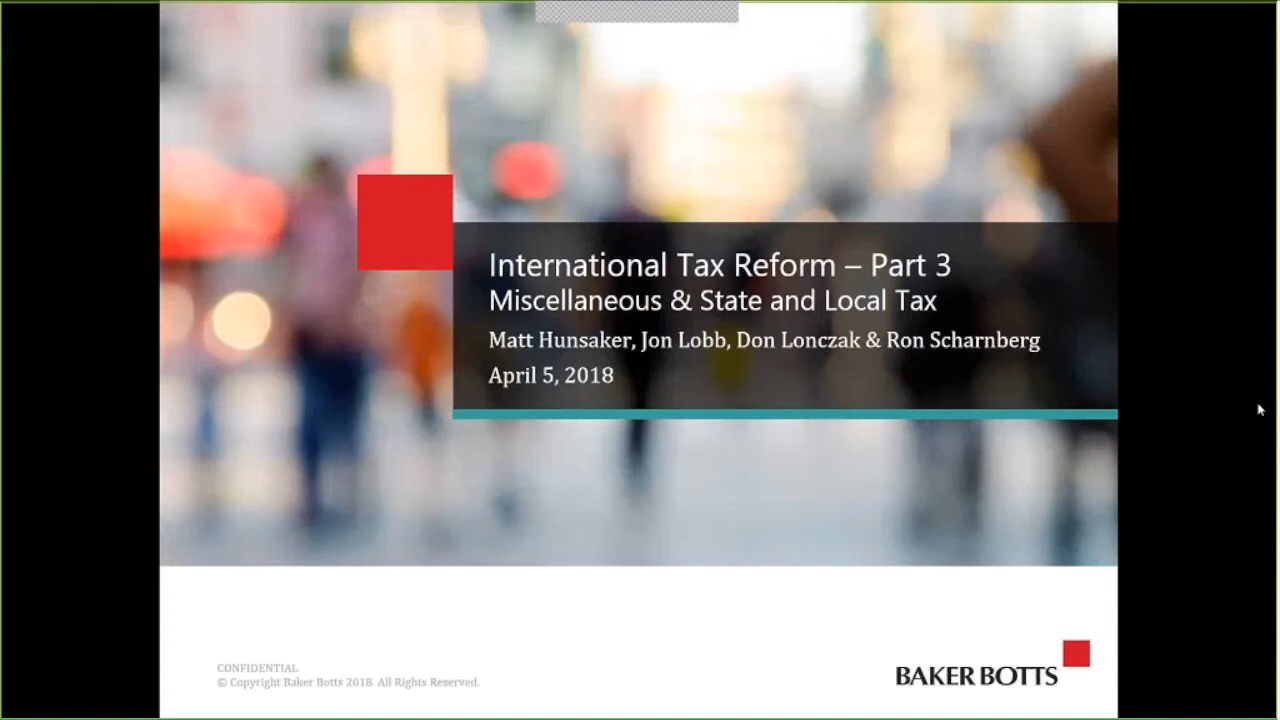 International Tax Reform – Part 3
Miscellaneous & State and Local Tax
Matt Hunsaker, Jon Lobb, Don Lonczak & Ron Scharnberg
April 5, 2018
CONFIDENTIAL
© Copyright Baker Botts 2018. All Rights Reserved.
BAKER BOTTS